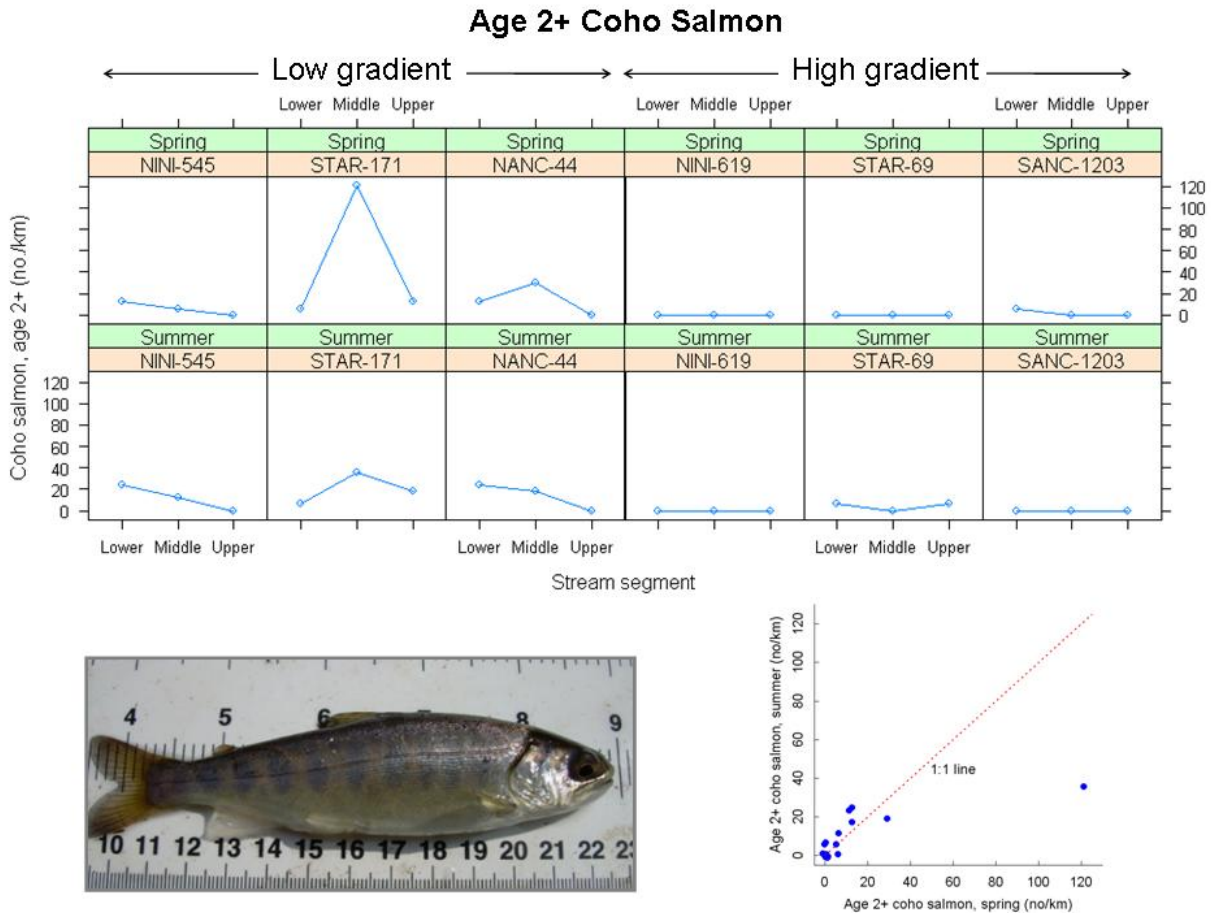 Age 2+ Coho Salmon
Low gradient High gradient
Lower Middle Upper Lower Middle Upper Lower Middle Upper
Spring Spring Spring Spring Spring Spring
NINI-545 STAR-171 NANC-44 NINI-619 STAR-69 SANC-1203
120
100
80
60
40
20
0
Coho salmon, age 2+ (no./km)
Summer Summer Summer Summer Summer Summer
NINI-545 STAR-171 NANC-44 NINI-619 STAR-69 SANC-1203
120
100
80
60
40
20
0
Lower Middle Upper Lower Middle Upper Lower Middle Upper
Stream segment
4 5 6 7 8 9
10 11 12 13 14 15 16 17 18 19 20 21 22 23
Age 2+ coho salmon, summer (no/km)
120
100
80
60
40
20
0
1:1 line
0 20 40 60 80 100 120
Age 2+ coho salmon, spring (no/km)